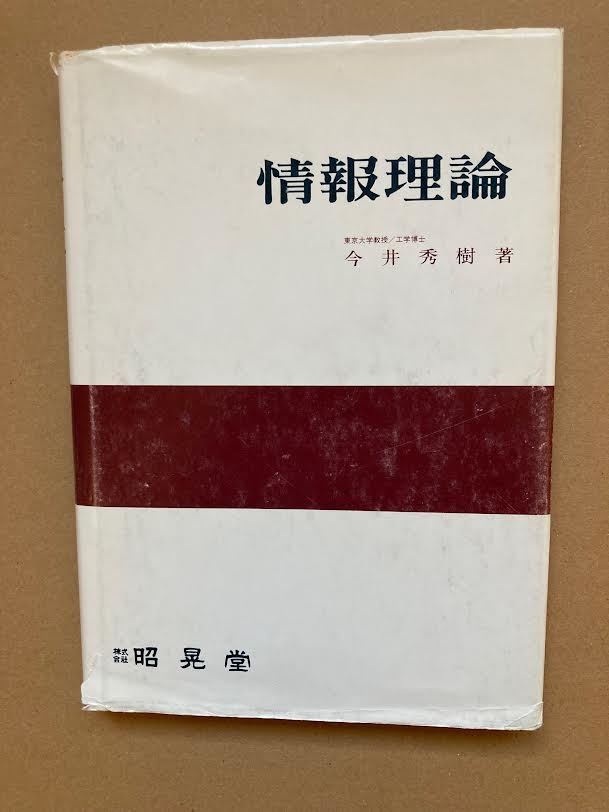 情報理論
東京大学教授／工学博士
今井秀樹著
株式会社 昭晃堂